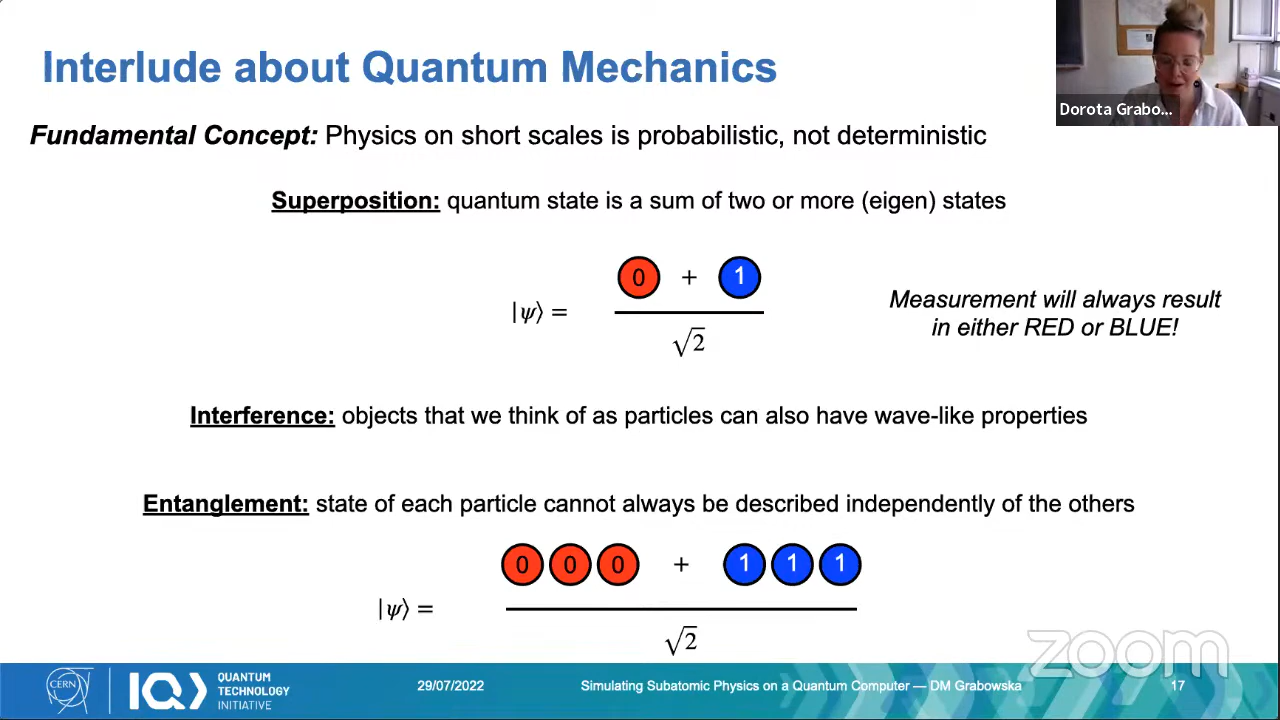 Interlude about Quantum Mechanics
Dorota Grabo...
Fundamental Concept: Physics on short scales is probabilistic, not deterministic
Superposition: quantum state is a sum of two or more (eigen) states
0 + 1
|ψ⟩ =
√2
Measurement will always result
in either RED or BLUE!
Interference: objects that we think of as particles can also have wave-like properties
Entanglement: state of each particle cannot always be described independently of the others
0 0 0 + 1 1 1
|ψ⟩ =
√2
zoom
CERN
QUANTUM
TECHNOLOGY
INITIATIVE
29/07/2022
Simulating Subatomic Physics on a Quantum Computer — DM Grabowska
17